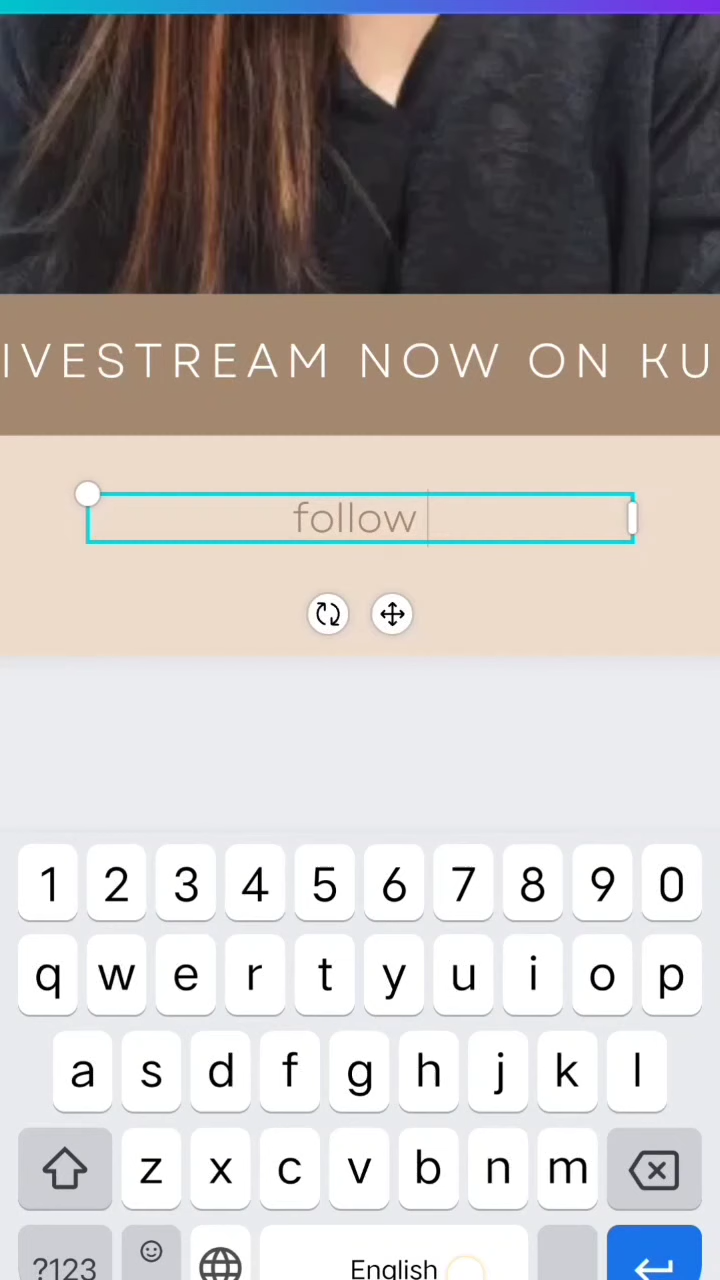 IVESTREAM NOW ON KU
follow
1 2 3 4 5 6 7 8 9 0
q w e r t y u i o p
a s d f g h j k l
z x c v b n m
?123 English